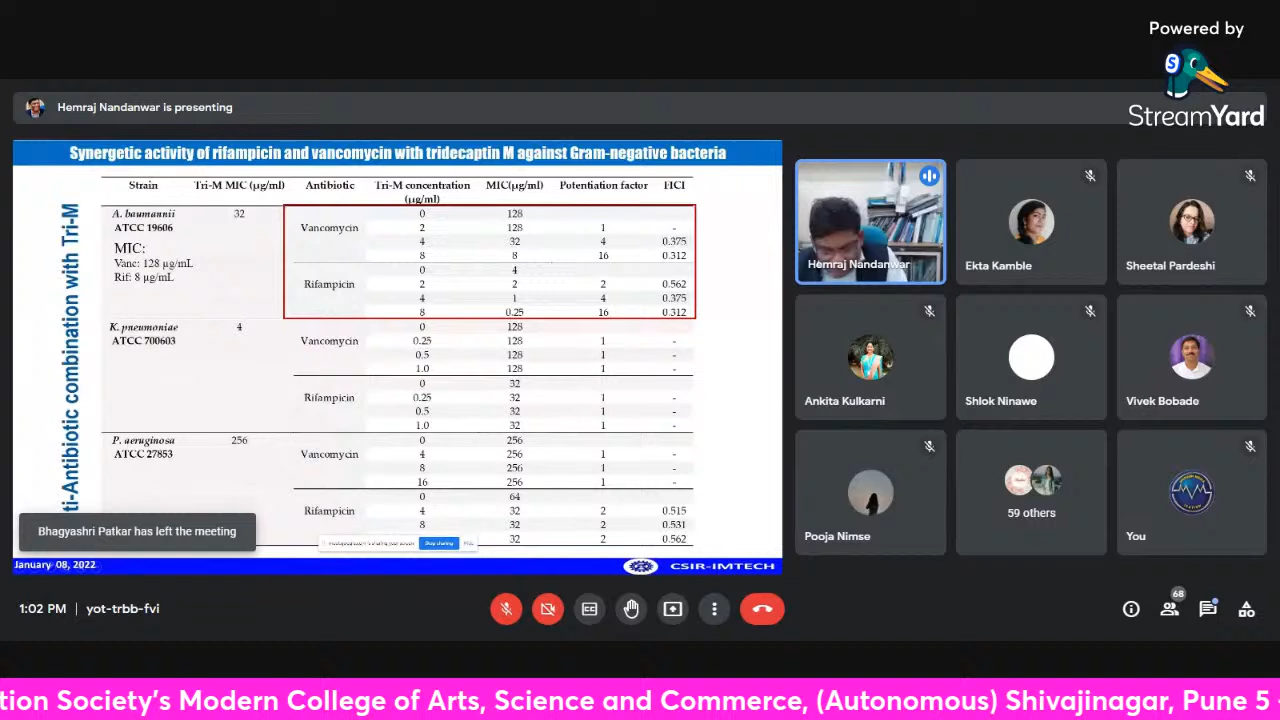 Powered by
StreamYard
Hemraj Nandanwar is presenting
Synergetic activity of rifampicin and vancomycin with tridecaptin M against Gram-negative bacteria
ti-Antibiotic combination with Tri-M
Strain Tri-M MIC (µg/ml) Antibiotic Tri-M concentration (µg/ml) MIC(µg/ml) Potentiation factor FICI
A. baumannii 32 0 128
ATCC 19606 Vancomycin 2 128 1 -
MIC: 4 32 4 0.375
Vanc: 128 µg/mL 8 8 16 0.312
Rif: 8 µg/mL 0 4
Rifampicin 2 2 2 0.562
4 1 4 0.375
8 0.25 16 0.312
K. pneumoniae 4 0 128
ATCC 700603 Vancomycin 0.25 128 1 -
0.5 128 1 -
1.0 128 1 -
0 32
Rifampicin 0.25 32 1 -
0.5 32 1 -
1.0 32 1 -
P. aeruginosa 256 0 256
ATCC 27853 Vancomycin 4 256 1 -
8 256 1 -
16 256 1 -
0 64
Rifampicin 4 32 2 0.515
8 32 2 0.531
32 2 0.562
Bhagyashri Patkar has left the meeting
Stop sharing
January 08, 2022
CSIR-IMTECH
Hemraj Nandanwar
Ekta Kamble
Sheetal Pardeshi
Ankita Kulkarni
Shlok Ninawe
Vivek Bobade
Pooja Nimse
59 others
You
1:02 PM | yot-trbb-fvi
68
tion Society's Modern College of Arts, Science and Commerce, (Autonomous) Shivajinagar, Pune 5